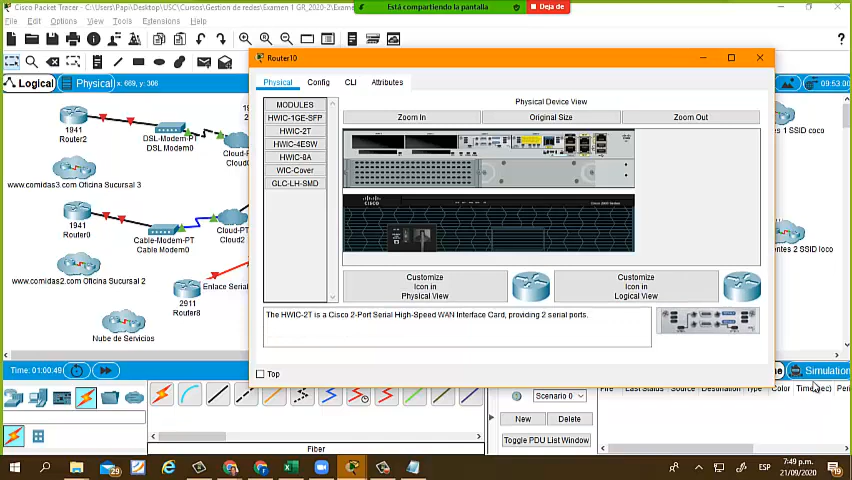 Cisco Packet Tracer - C:\Users\Papi\Desktop\USC\Cursos\Gestion de redes\Examen 1 GR_2020-2\Exame
Está compartiendo la pantalla
Deja de
File Edit Options View Tools Extensions Help
Logical
Physical
x: 669, y: 306
09:53:00
Router10
Physical Config CLI Attributes
MODULES
HWIC-1GE-SFP
HWIC-2T
HWIC-4ESW
HWIC-8A
WIC-Cover
GLC-LH-SMD
Physical Device View
Zoom In
Original Size
Zoom Out
Customize
Icon in
Physical View
Customize
Icon in
Logical View
The HWIC-2T is a Cisco 2-Port Serial High-Speed WAN Interface Card, providing 2 serial ports.
Top
1941
Router2
DSL-Modem-PT
DSL Modem0
Cloud-P
www.comidas3.com Oficina Sucursal 3
1941
Router0
Cable-Modem-PT
Cable Modem0
Cloud-PT
Cloud2
www.comidas2.com Oficina Sucursal 2
2911
Router8
Enlace Serial
Nube de Servicios
ntes 1 SSID coco
ntes 2 SSID loco
Time: 01:00:49
me
Simulation
Scenario 0
New
Delete
Toggle PDU List Window
Fire Last Status Source Destination Type Color Time(sec) Peri
Fiber
29
ESP
7:49 p.m.
21/09/2020
19